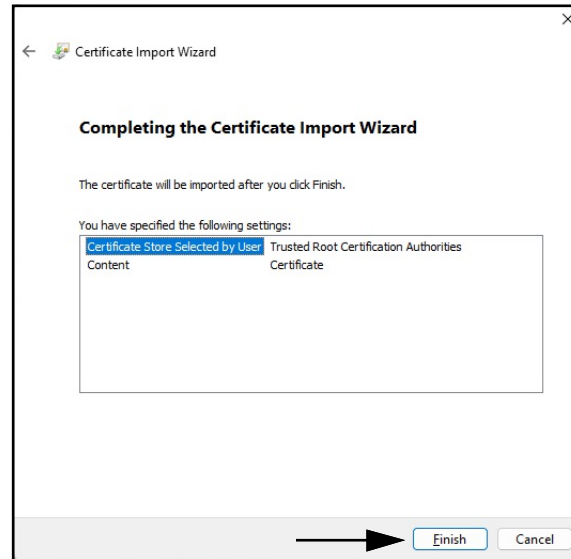 Certificate Import Wizard
Completing the Certificate Import Wizard
The certificate will be imported after you click Finish.
You have specified the following settings:
Certificate Store Selected by User Trusted Root Certification Authorities
Content Certificate
Finish Cancel